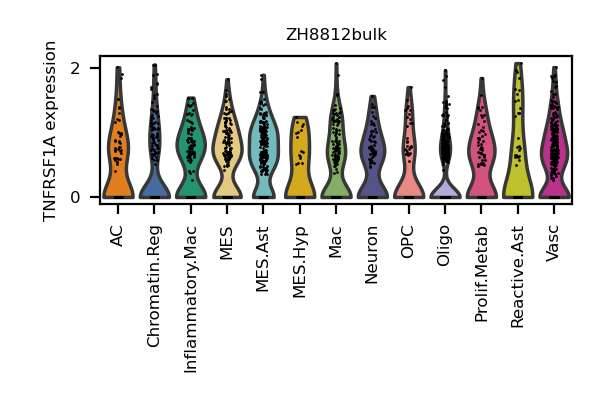 ZH8812bulk
TNFRSF1A expression
2
0
AC
Chromatin.Reg
Inflammatory.Mac
MES
MES.Ast
MES.Hyp
Mac
Neuron
OPC
Oligo
Prolif.Metab
Reactive.Ast
Vasc